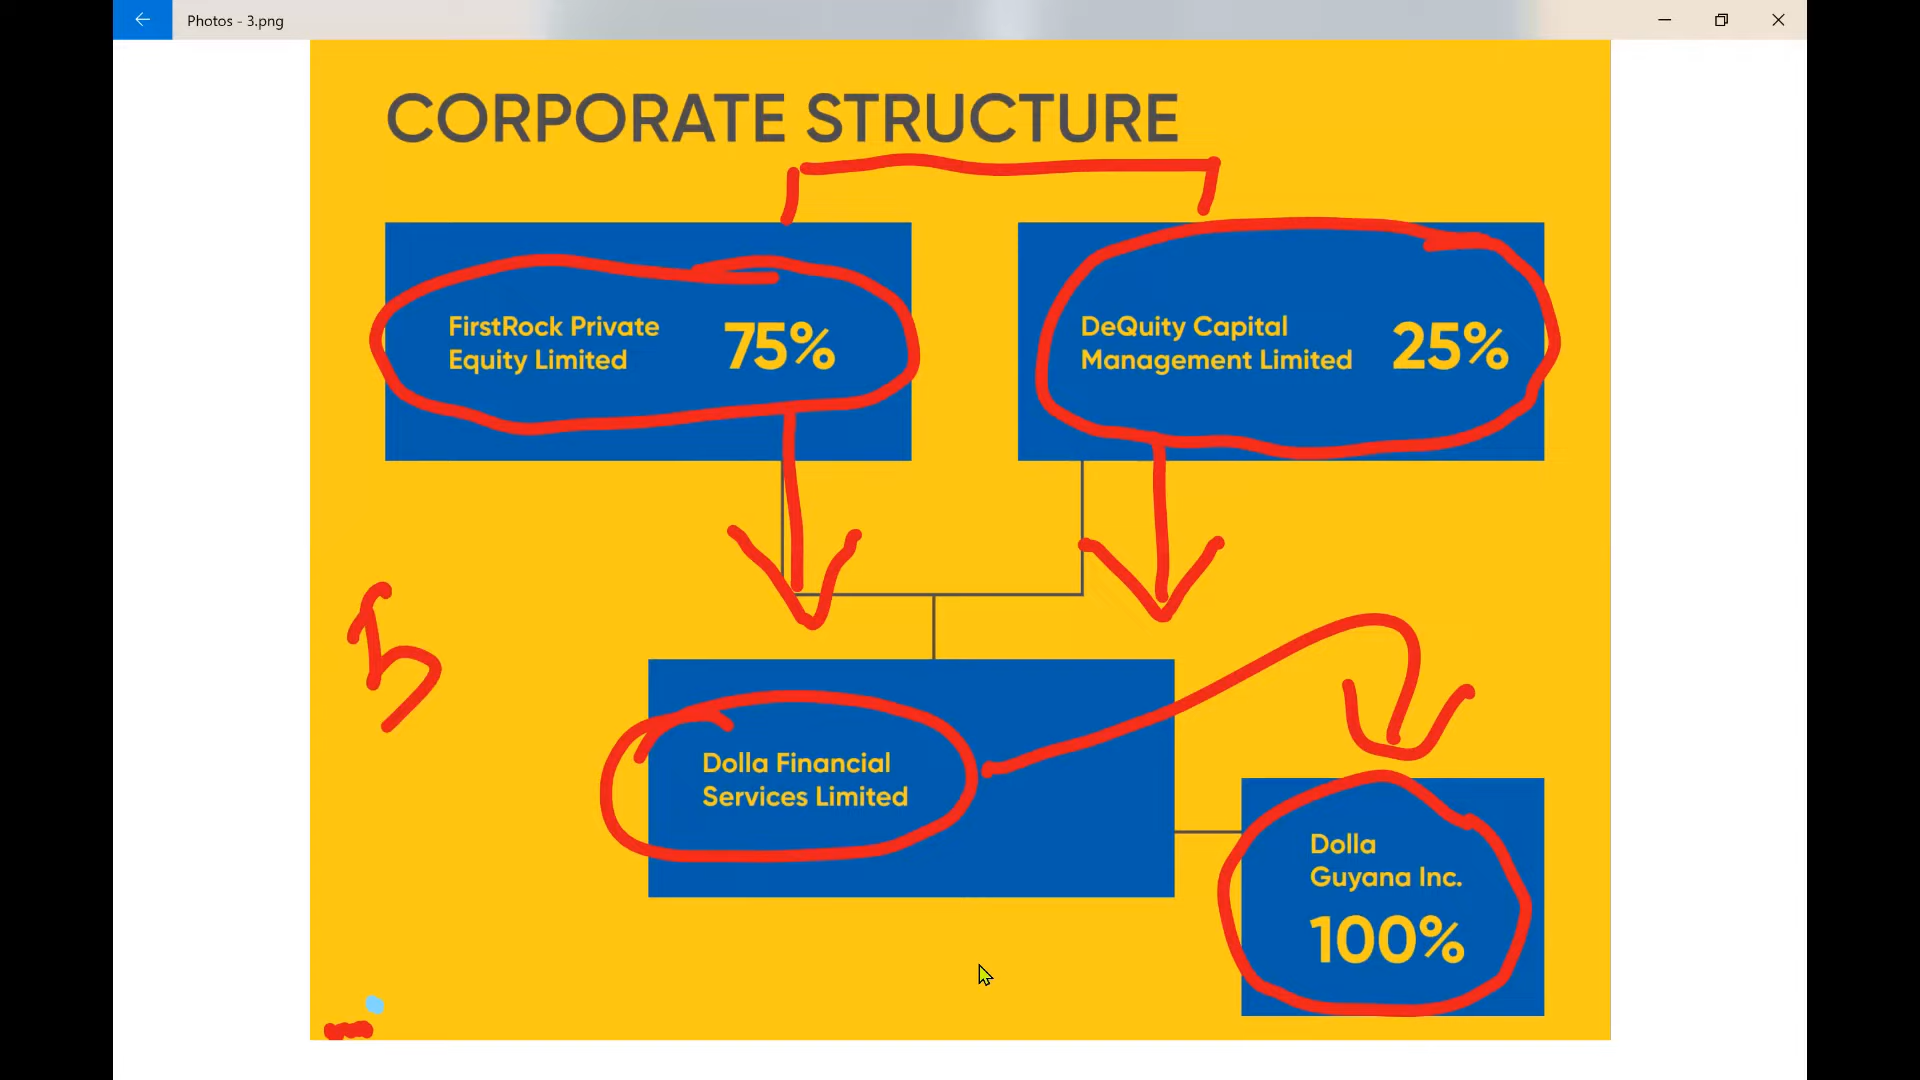 Photos - 3.png
CORPORATE STRUCTURE
FirstRock Private
Equity Limited
75%
DeQuity Capital
Management Limited
25%
Dolla Financial
Services Limited
Dolla
Guyana Inc.
100%